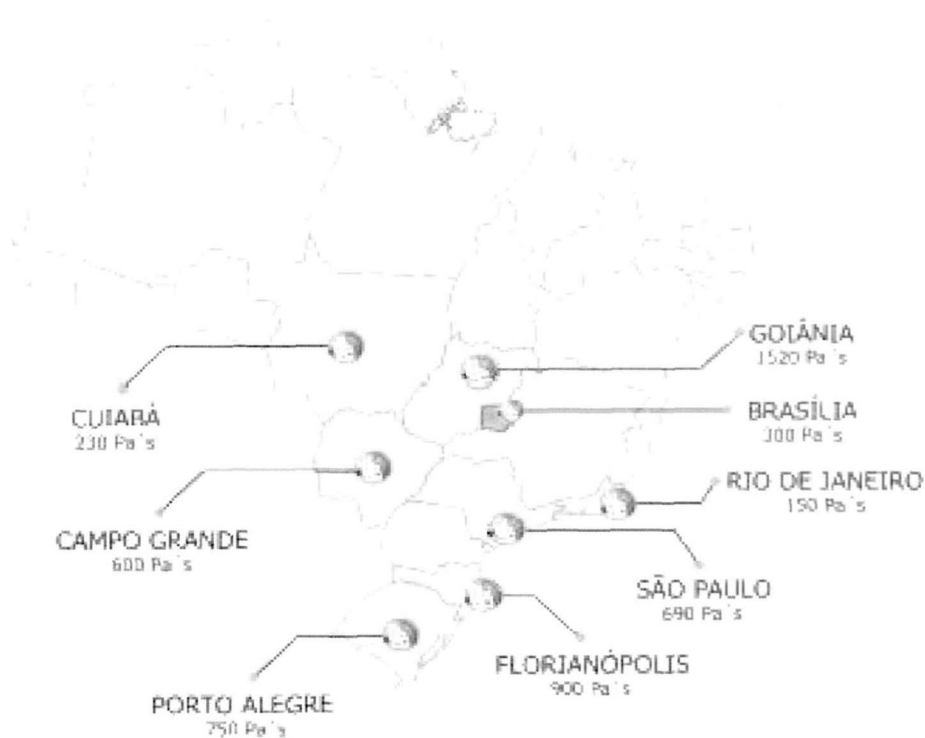 GOIÂNIA
1520 Pa´s
BRASÍLIA
300 Pa´s
CUIABÁ
230 Pa´s
RIO DE JANEIRO
150 Pa´s
CAMPO GRANDE
600 Pa´s
SÃO PAULO
690 Pa´s
FLORIANÓPOLIS
900 Pa´s
PORTO ALEGRE
750 Pa´s